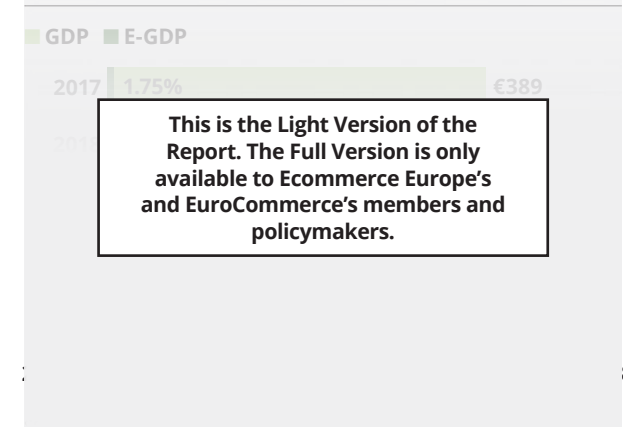 GDP E-GDP
2017 1.75% €389
This is the Light Version of the
Report. The Full Version is only
available to Ecommerce Europe's
and EuroCommerce's members and
policymakers.